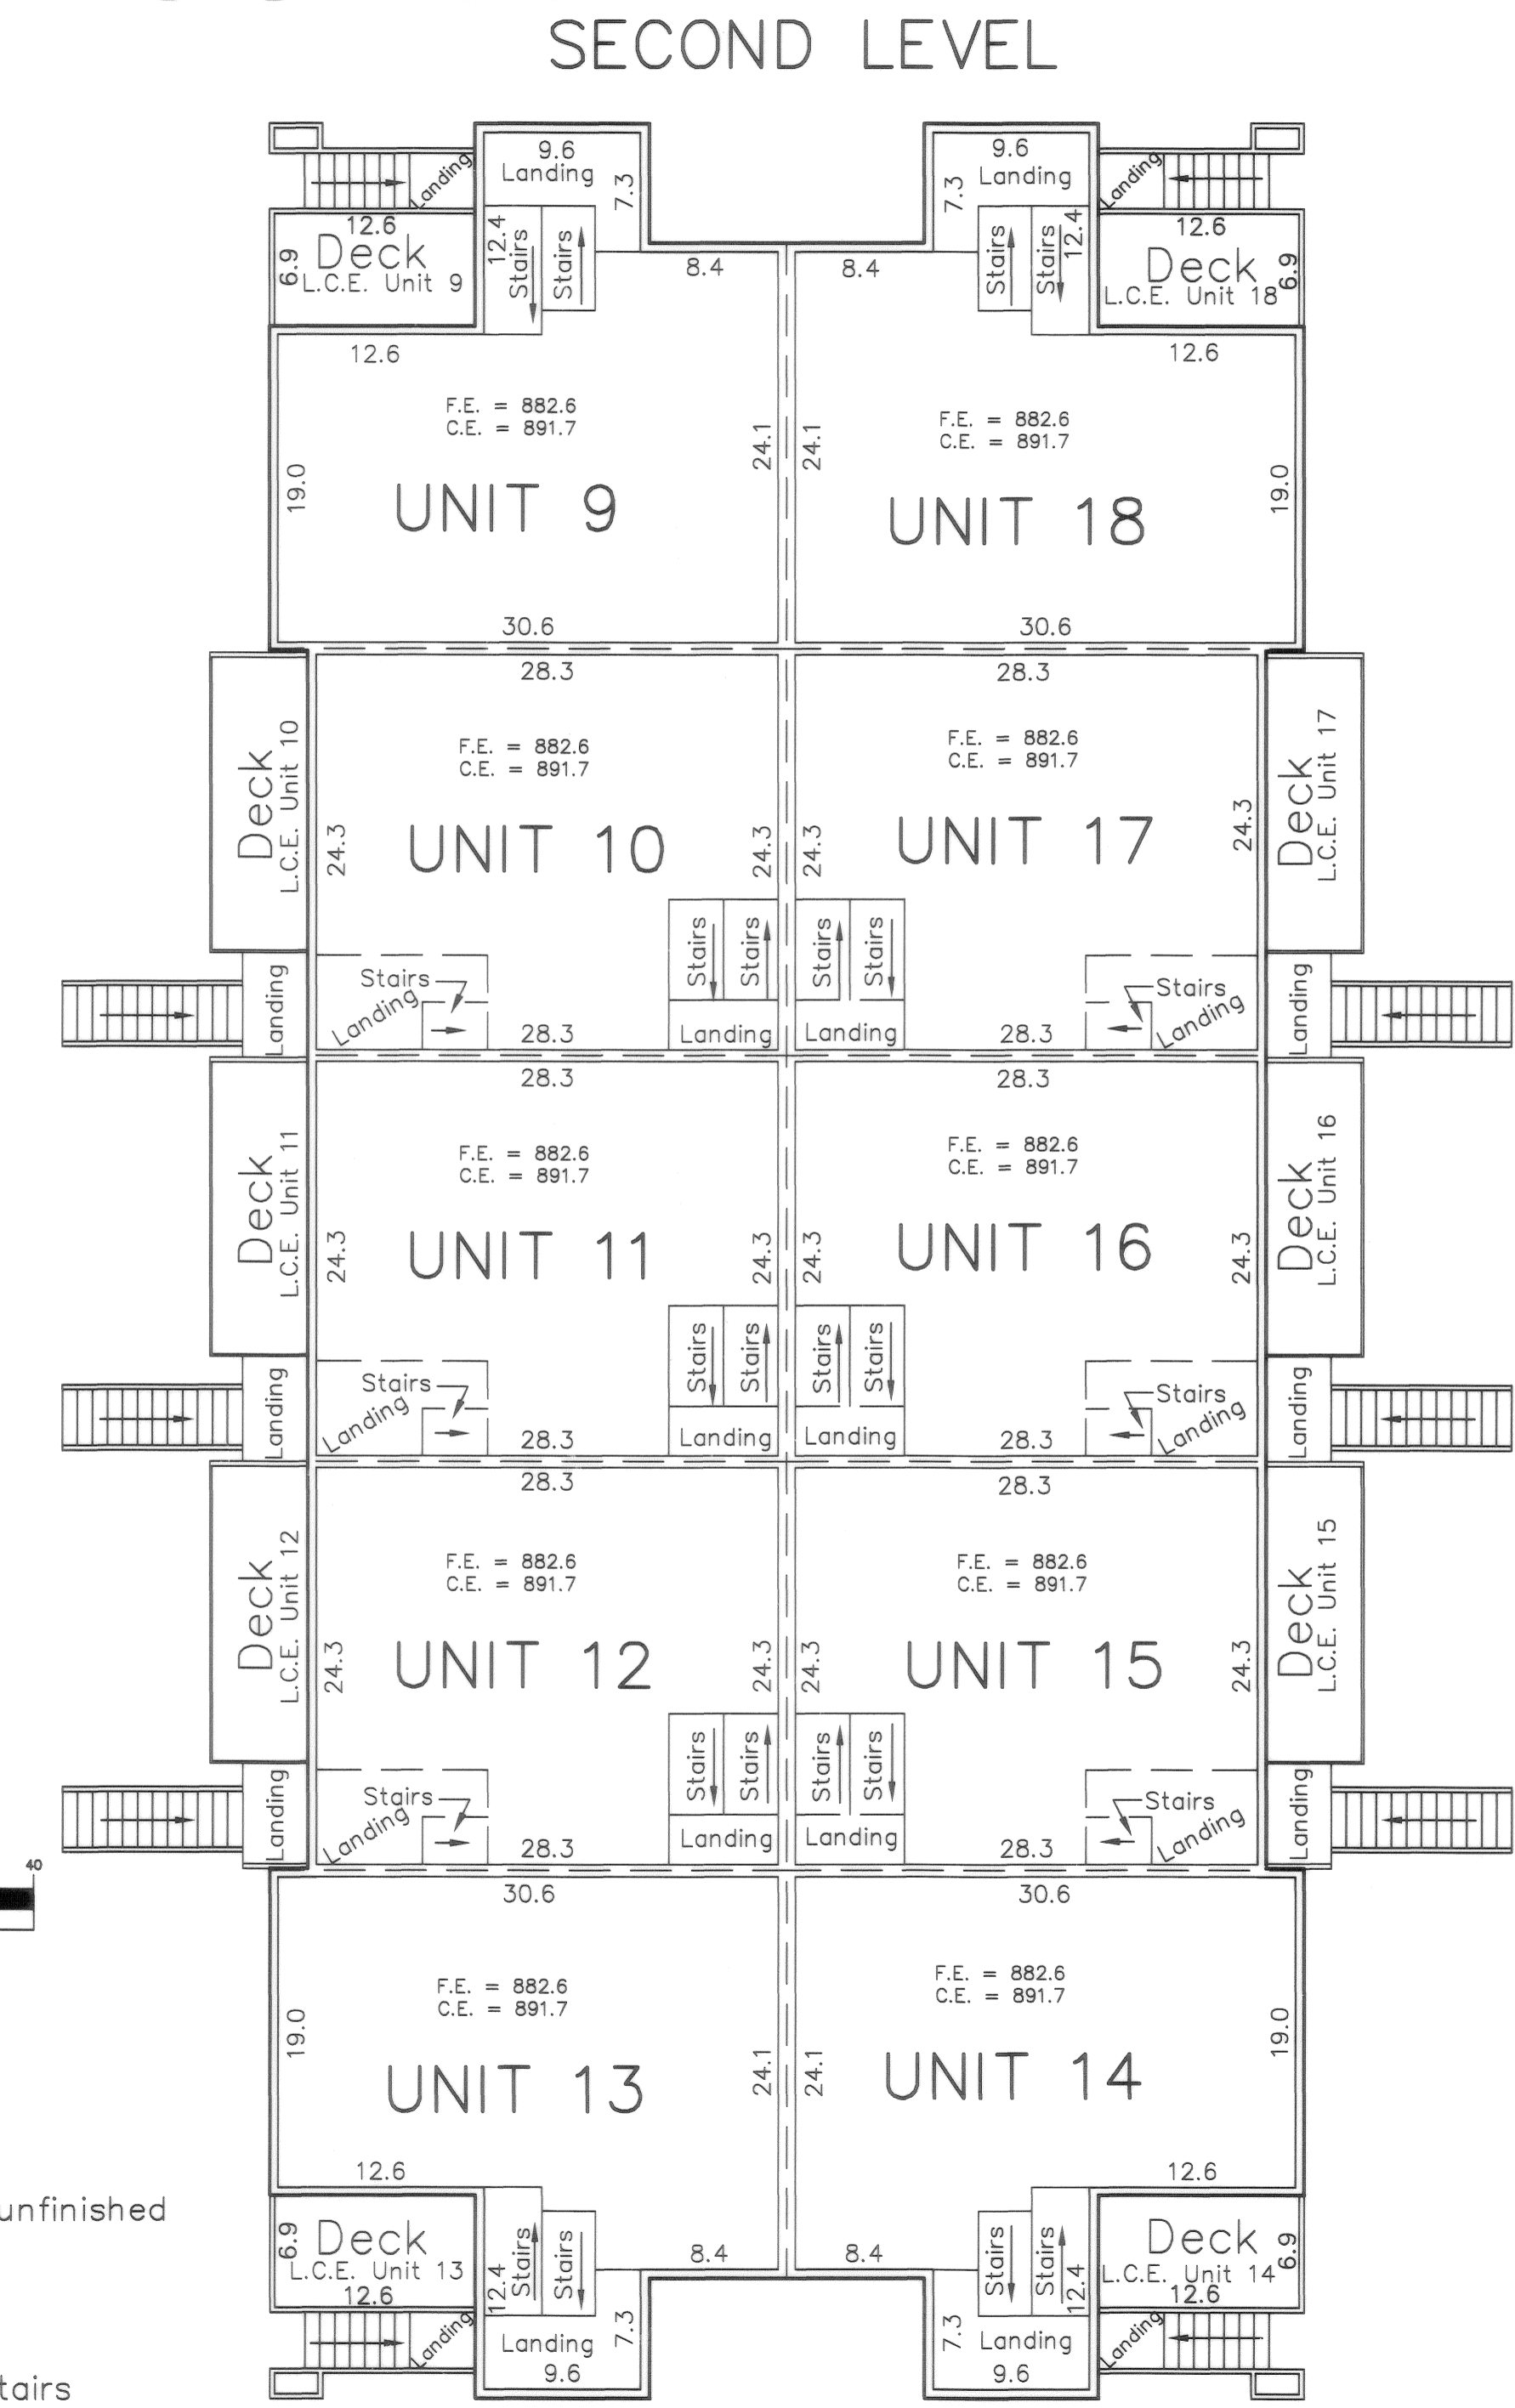 SECOND LEVEL
9.6
Landing
7.3
12.4
Stairs
Stairs
Landing
12.6
6.9
Deck
L.C.E. Unit 9
8.4
12.6
F.E. = 882.6
C.E. = 891.7
19.0
24.1
UNIT 9
30.6
9.6
Landing
7.3
12.4
Stairs
Stairs
Landing
12.6
6.9
Deck
L.C.E. Unit 18
8.4
12.6
F.E. = 882.6
C.E. = 891.7
24.1
19.0
UNIT 18
30.6
28.3
Deck
L.C.E. Unit 10
F.E. = 882.6
C.E. = 891.7
24.3
UNIT 10
24.3
Stairs
Stairs
Landing
Stairs
Landing
Landing
28.3
28.3
F.E. = 882.6
C.E. = 891.7
24.3
UNIT 17
24.3
Deck
L.C.E. Unit 17
Stairs
Stairs
Landing
Stairs
Landing
Landing
28.3
28.3
Deck
L.C.E. Unit 11
F.E. = 882.6
C.E. = 891.7
24.3
UNIT 11
24.3
Stairs
Stairs
Landing
Stairs
Landing
Landing
28.3
28.3
F.E. = 882.6
C.E. = 891.7
24.3
UNIT 16
24.3
Deck
L.C.E. Unit 16
Stairs
Stairs
Landing
Stairs
Landing
Landing
28.3
28.3
Deck
L.C.E. Unit 12
F.E. = 882.6
C.E. = 891.7
24.3
UNIT 12
24.3
Stairs
Stairs
Landing
Stairs
Landing
Landing
28.3
28.3
F.E. = 882.6
C.E. = 891.7
24.3
UNIT 15
24.3
Deck
L.C.E. Unit 15
Stairs
Stairs
Landing
Stairs
Landing
Landing
28.3
40
30.6
F.E. = 882.6
C.E. = 891.7
19.0
24.1
UNIT 13
12.6
6.9
Deck
L.C.E. Unit 13
12.6
12.4
Stairs
Stairs
8.4
7.3
Landing
Landing
9.6
30.6
F.E. = 882.6
C.E. = 891.7
24.1
19.0
UNIT 14
12.6
8.4
Stairs
Stairs
12.4
Deck
L.C.E. Unit 14
6.9
12.6
7.3
Landing
Landing
9.6
unfinished
tairs